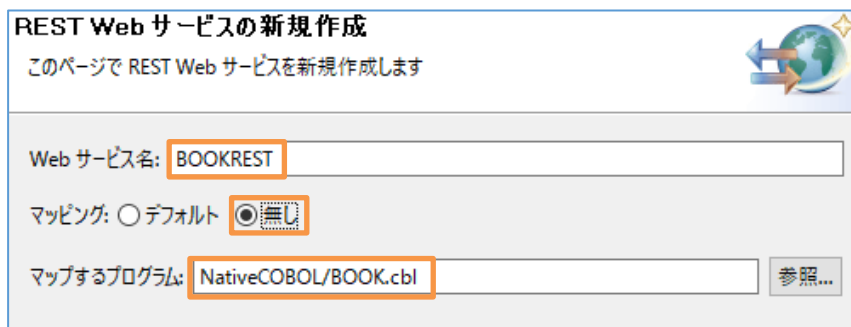 REST Web サービスの新規作成
このページで REST Web サービスを新規作成します
Web サービス名: BOOKREST
マッピング: デフォルト 無し
マップするプログラム: NativeCOBOL/BOOK.cbl 参照...